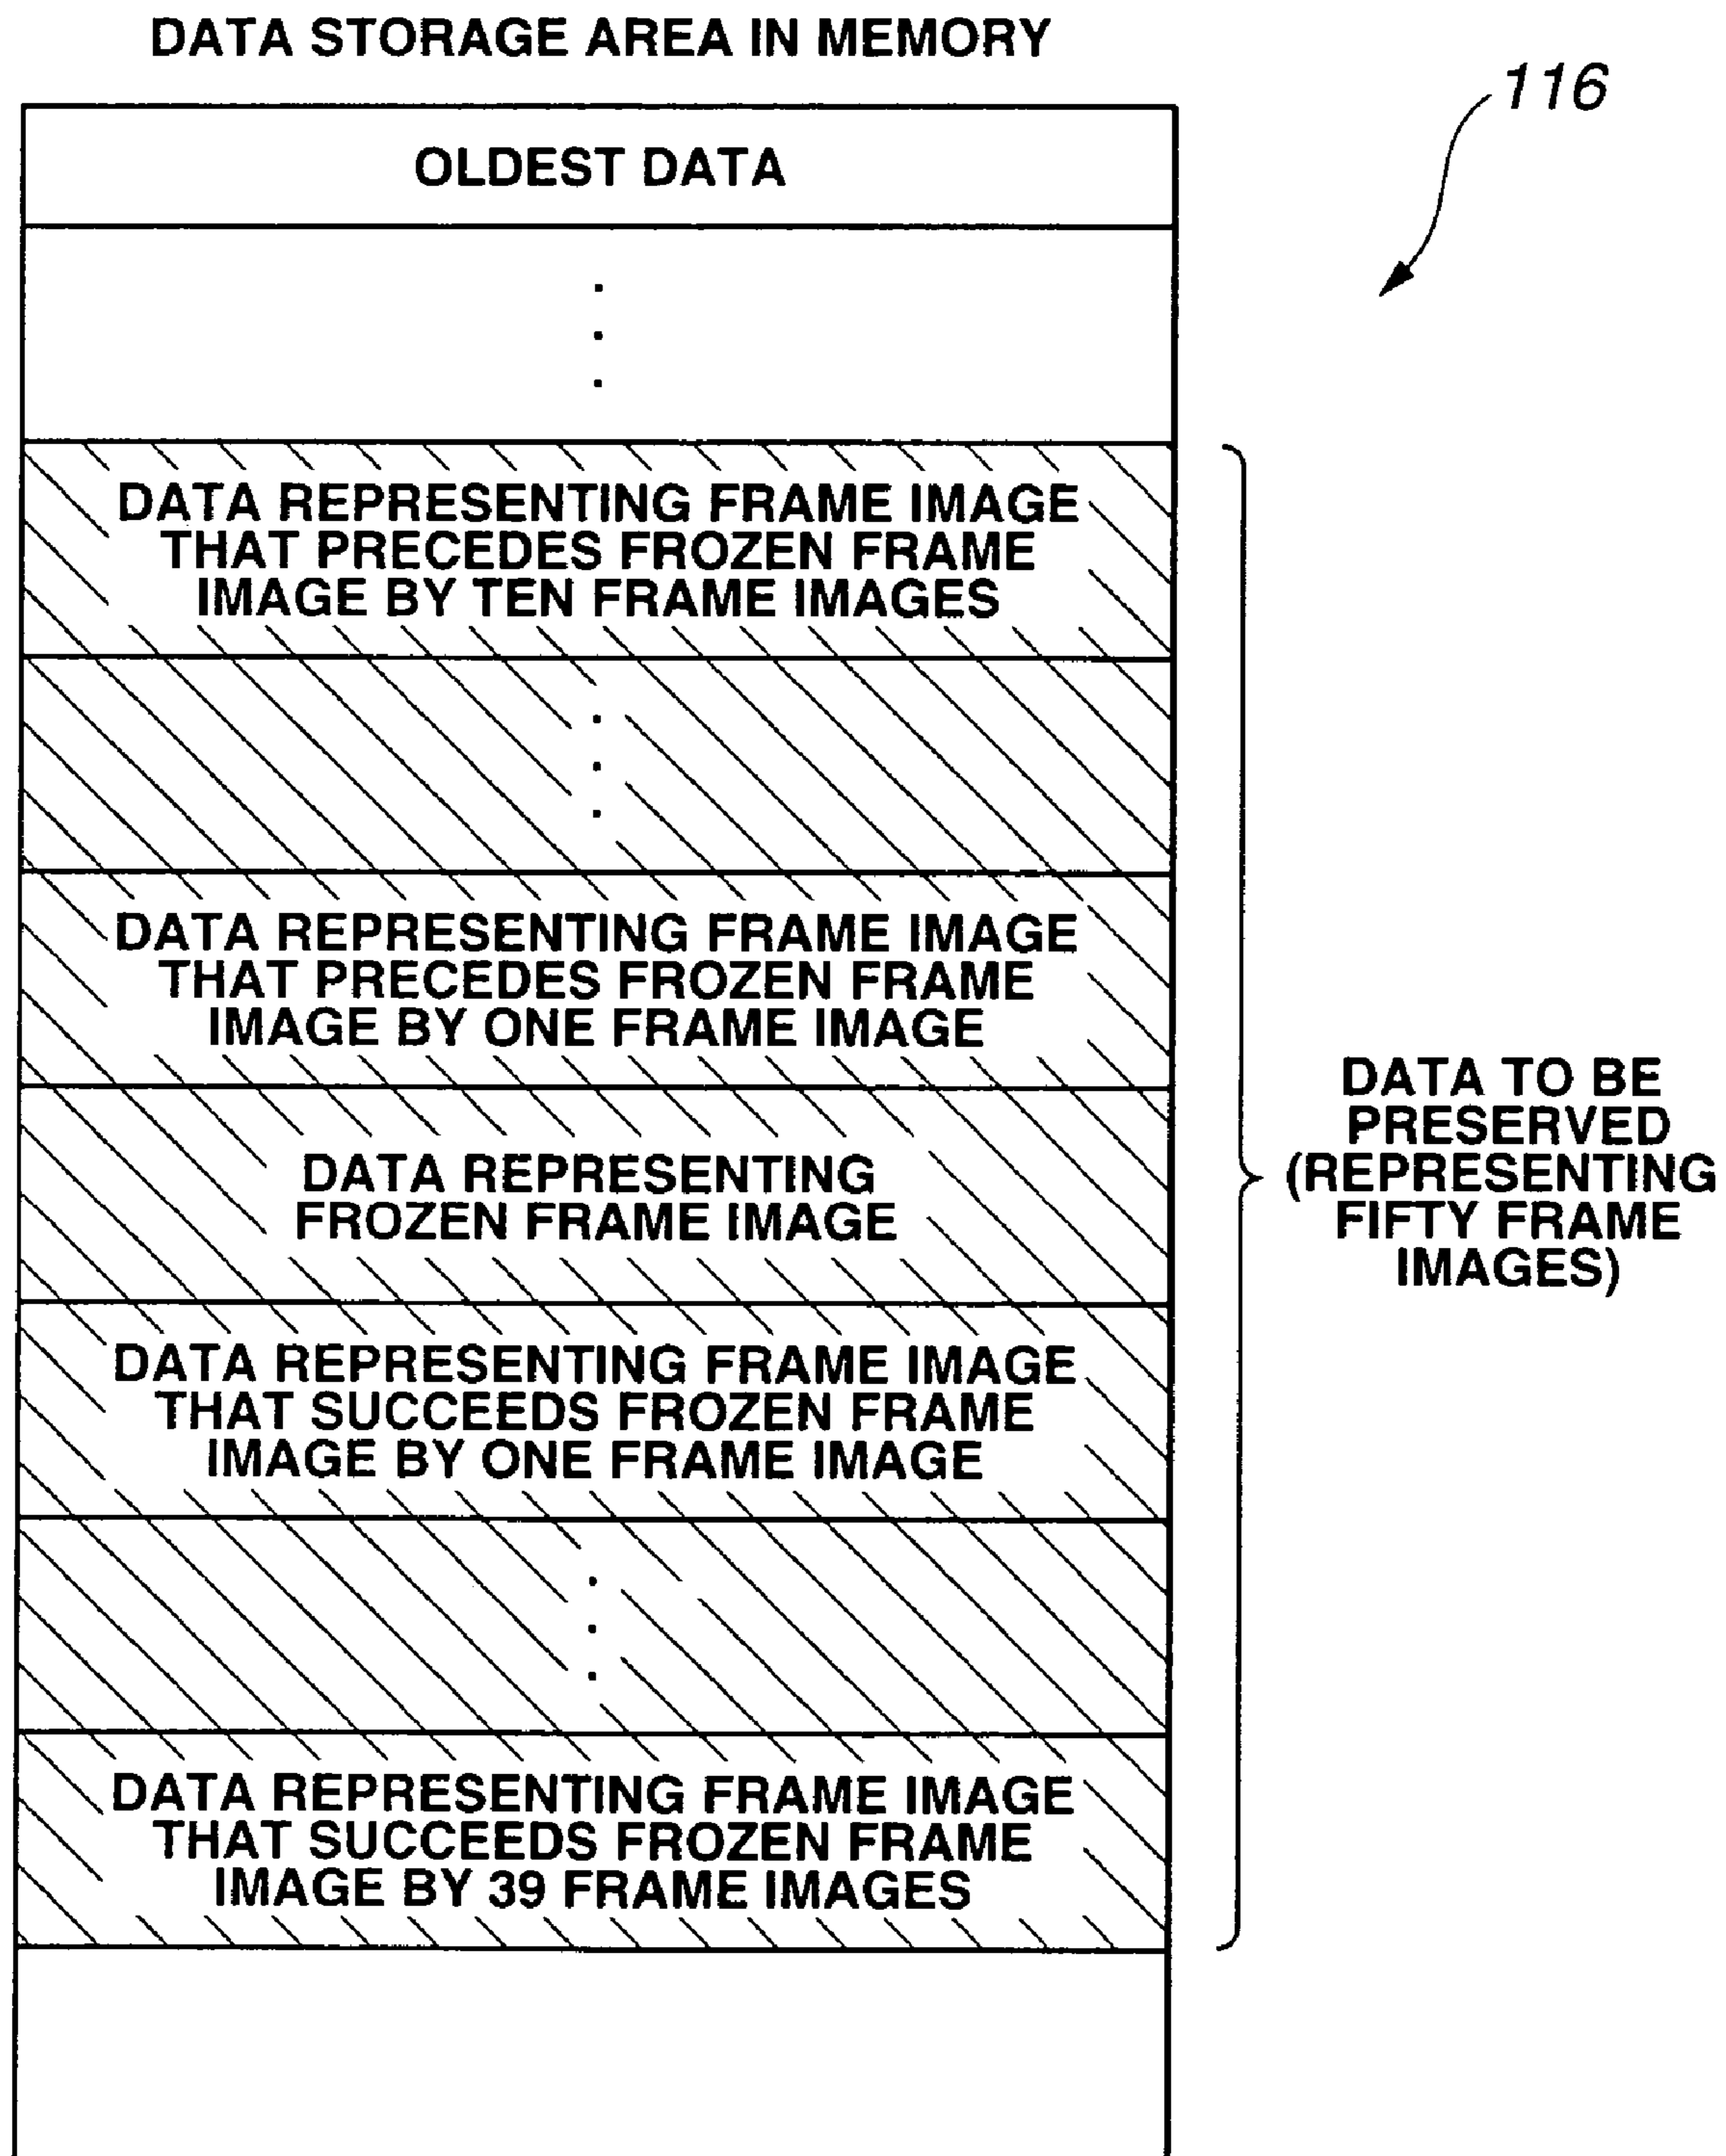 DATA STORAGE AREA IN MEMORY
116
OLDEST DATA
DATA REPRESENTING FRAME IMAGE
THAT PRECEDES FROZEN FRAME
IMAGE BY TEN FRAME IMAGES
DATA REPRESENTING FRAME IMAGE
THAT PRECEDES FROZEN FRAME
IMAGE BY ONE FRAME IMAGE
DATA REPRESENTING
FROZEN FRAME IMAGE
DATA REPRESENTING FRAME IMAGE
THAT SUCCEEDS FROZEN FRAME
IMAGE BY ONE FRAME IMAGE
DATA REPRESENTING FRAME IMAGE
THAT SUCCEEDS FROZEN FRAME
IMAGE BY 39 FRAME IMAGES
DATA TO BE
PRESERVED
(REPRESENTING
FIFTY FRAME
IMAGES)